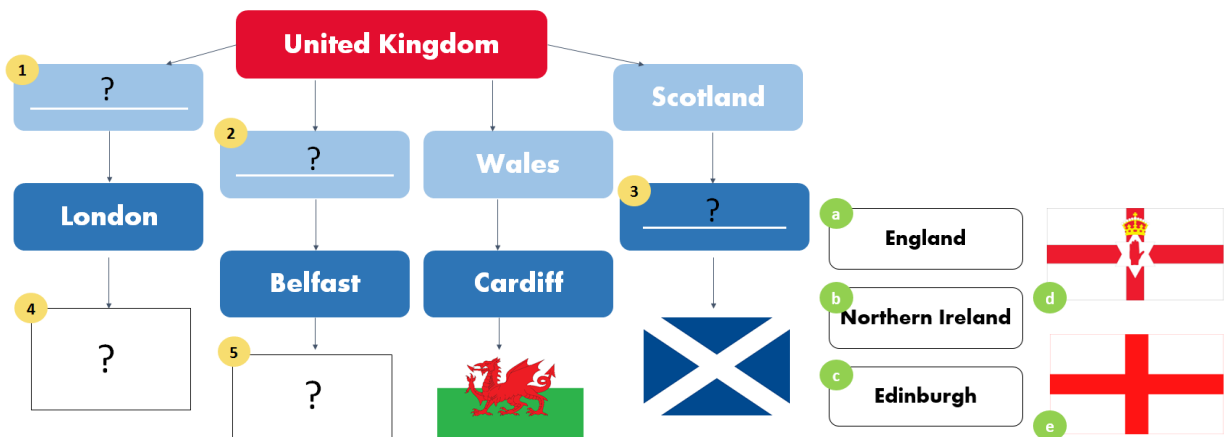 United Kingdom
1
?
Scotland
2
?
Wales
3
?
London
a
England
Belfast
Cardiff
b
Northern Ireland
d
4
?
5
?
c
Edinburgh
e